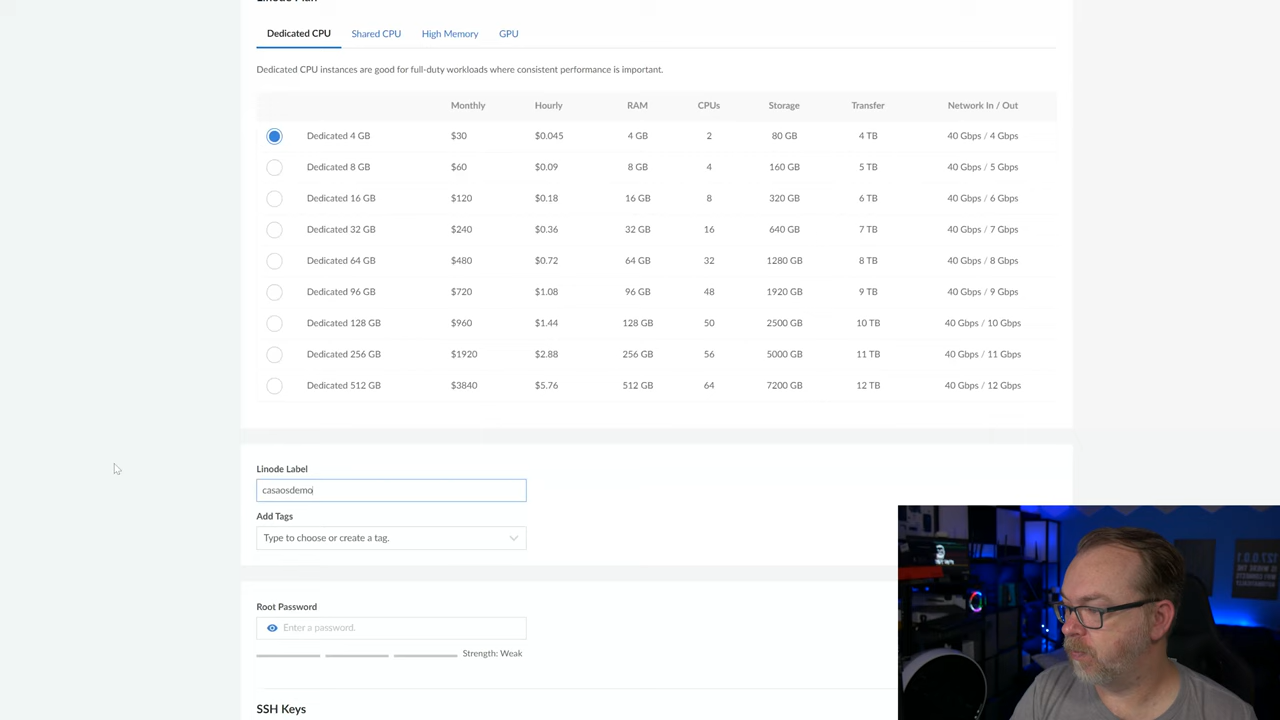 Linode Plan
Dedicated CPU Shared CPU High Memory GPU
Dedicated CPU instances are good for full-duty workloads where consistent performance is important.
Monthly Hourly RAM CPUs Storage Transfer Network In / Out
Dedicated 4 GB $30 $0.045 4 GB 2 80 GB 4 TB 40 Gbps / 4 Gbps
Dedicated 8 GB $60 $0.09 8 GB 4 160 GB 5 TB 40 Gbps / 5 Gbps
Dedicated 16 GB $120 $0.18 16 GB 8 320 GB 6 TB 40 Gbps / 6 Gbps
Dedicated 32 GB $240 $0.36 32 GB 16 640 GB 7 TB 40 Gbps / 7 Gbps
Dedicated 64 GB $480 $0.72 64 GB 32 1280 GB 8 TB 40 Gbps / 8 Gbps
Dedicated 96 GB $720 $1.08 96 GB 48 1920 GB 9 TB 40 Gbps / 9 Gbps
Dedicated 128 GB $960 $1.44 128 GB 50 2500 GB 10 TB 40 Gbps / 10 Gbps
Dedicated 256 GB $1920 $2.88 256 GB 56 5000 GB 11 TB 40 Gbps / 11 Gbps
Dedicated 512 GB $3840 $5.76 512 GB 64 7200 GB 12 TB 40 Gbps / 12 Gbps
Linode Label
casaosdemo
Add Tags
Type to choose or create a tag.
Root Password
Enter a password.
Strength: Weak
SSH Keys
127.0.0.1